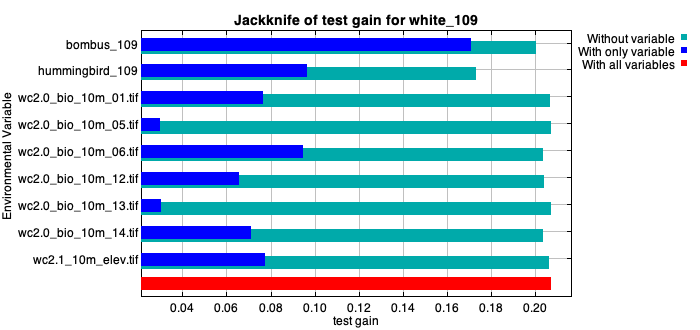 Jackknife of test gain for white_109
Without variable
With only variable
With all variables
Environmental Variable
bombus_109
hummingbird_109
wc2.0_bio_10m_01.tif
wc2.0_bio_10m_05.tif
wc2.0_bio_10m_06.tif
wc2.0_bio_10m_12.tif
wc2.0_bio_10m_13.tif
wc2.0_bio_10m_14.tif
wc2.1_10m_elev.tif
0.04 0.06 0.08 0.10 0.12 0.14 0.16 0.18 0.20
test gain